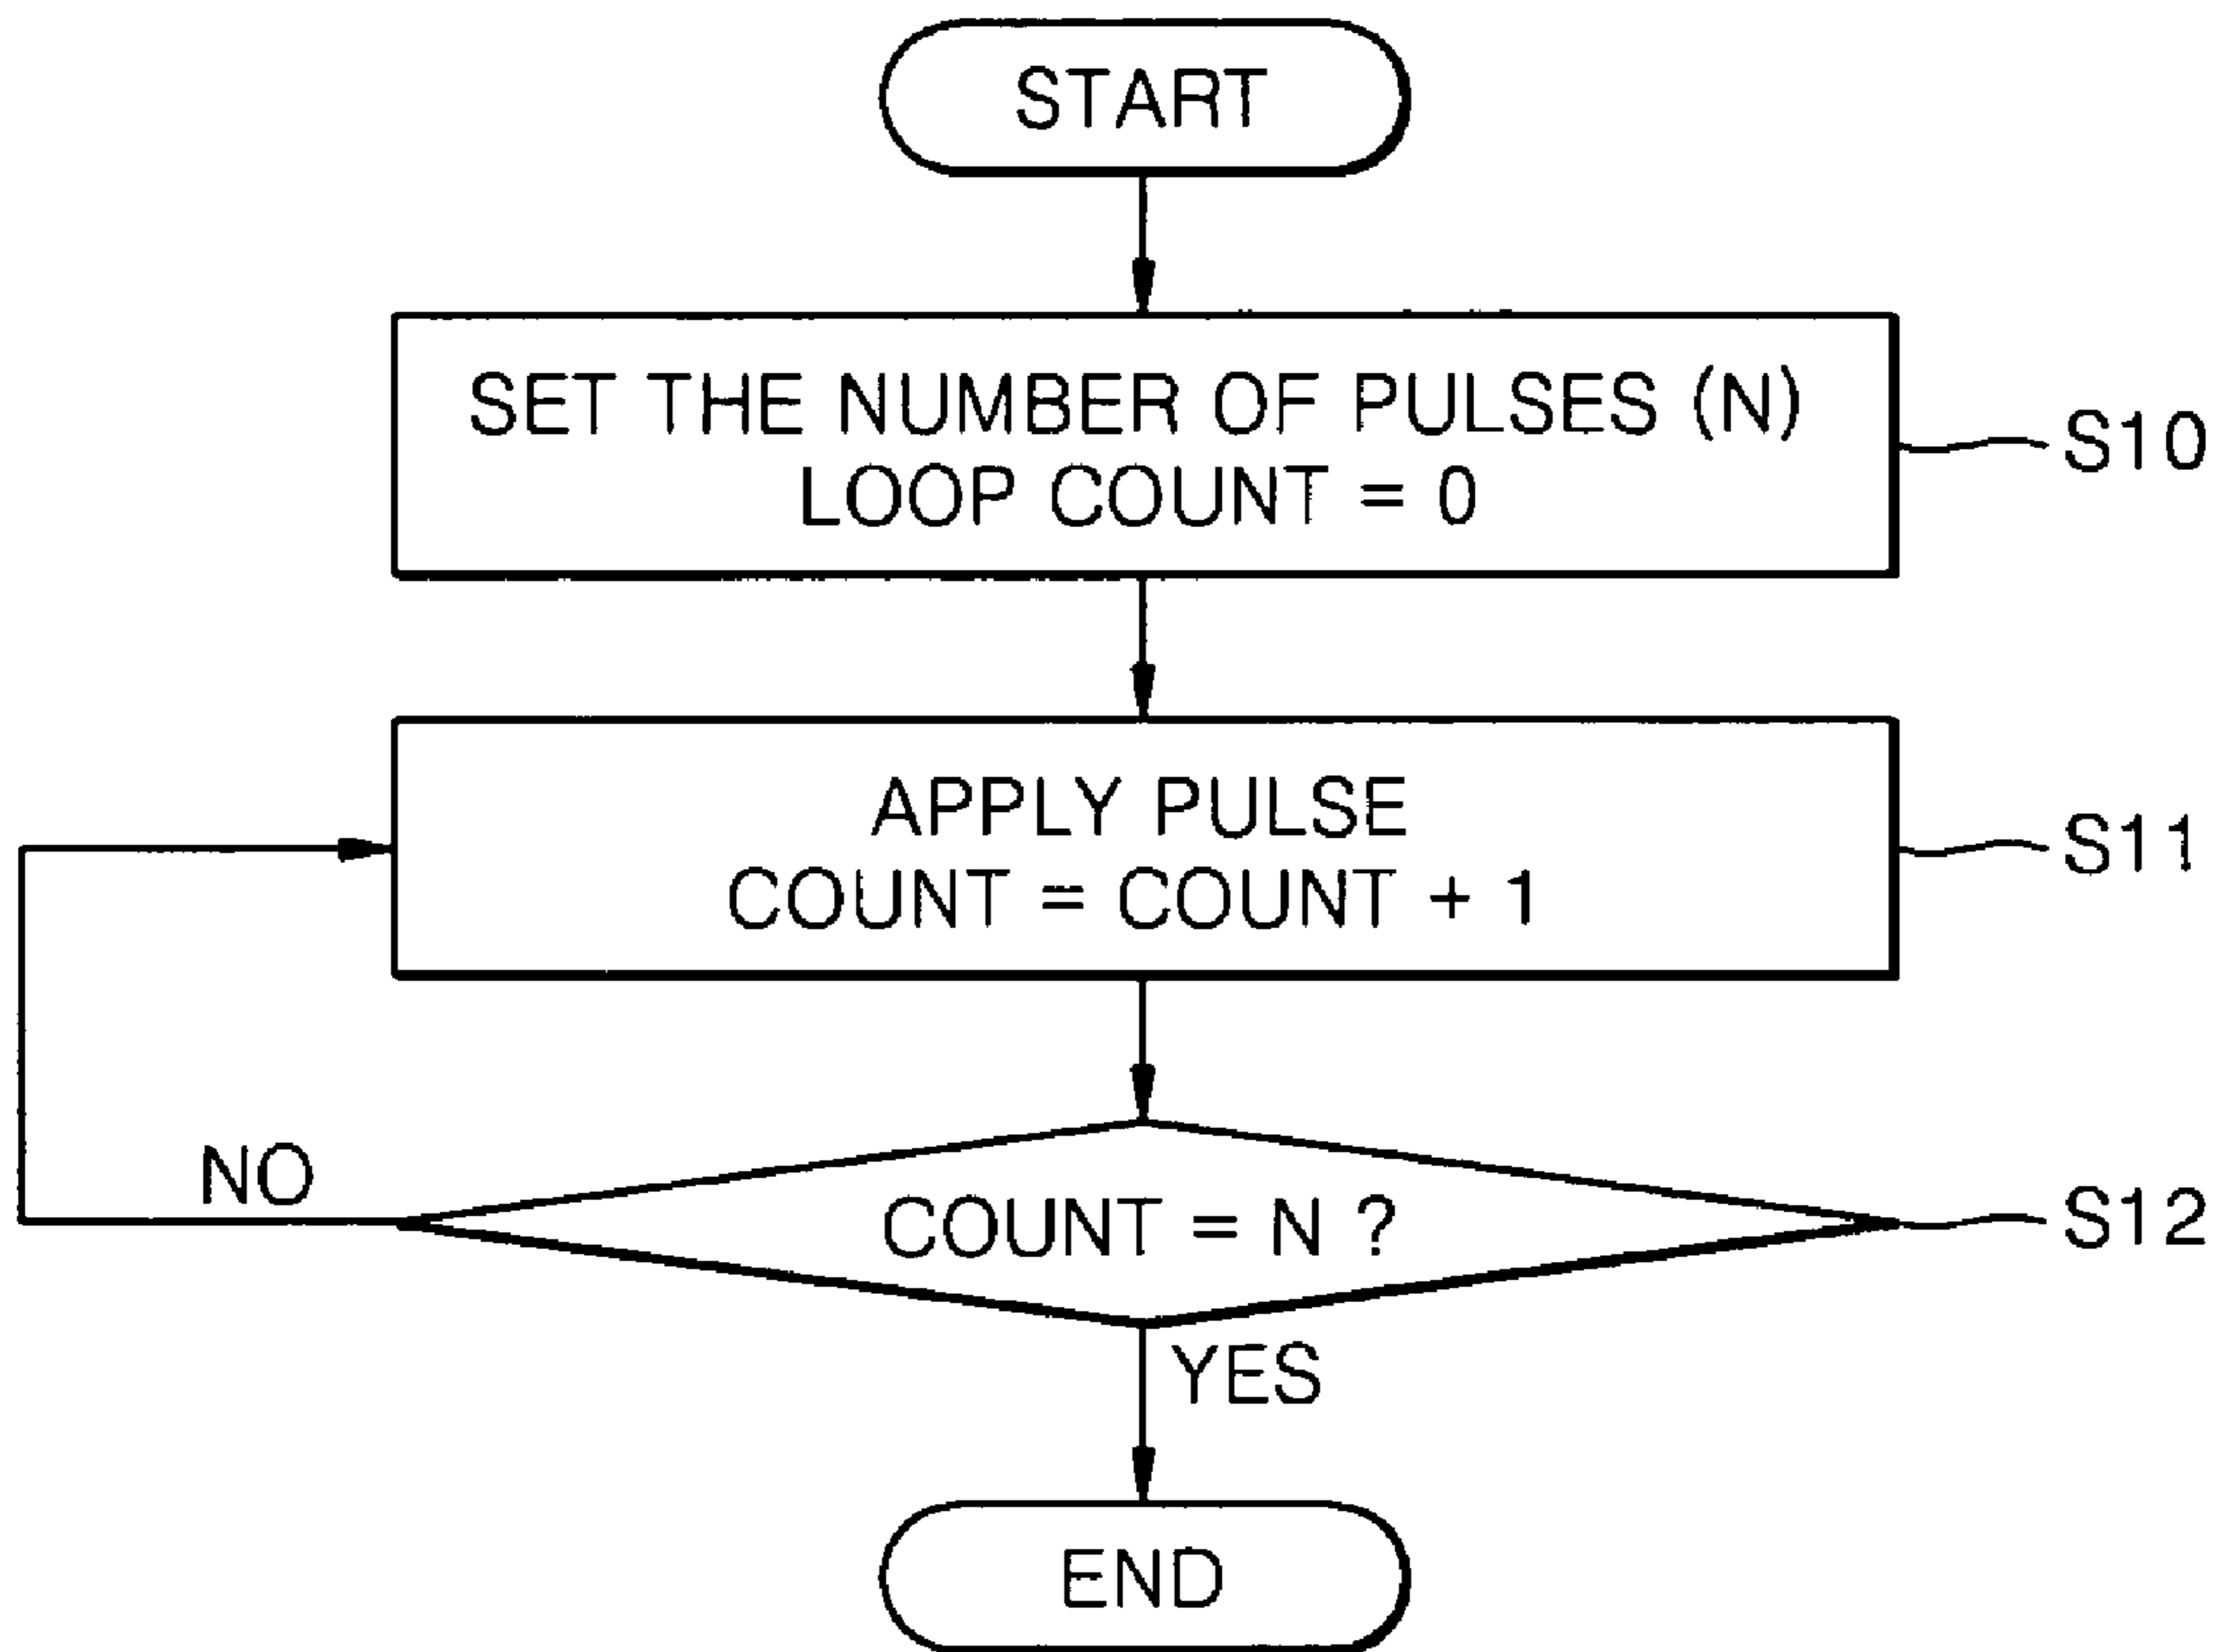 START
SET THE NUMBER OF PULSES (N)
LOOP COUNT = 0
S10
APPLY PULSE
COUNT = COUNT + 1
S11
NO
COUNT = N ?
S12
YES
END